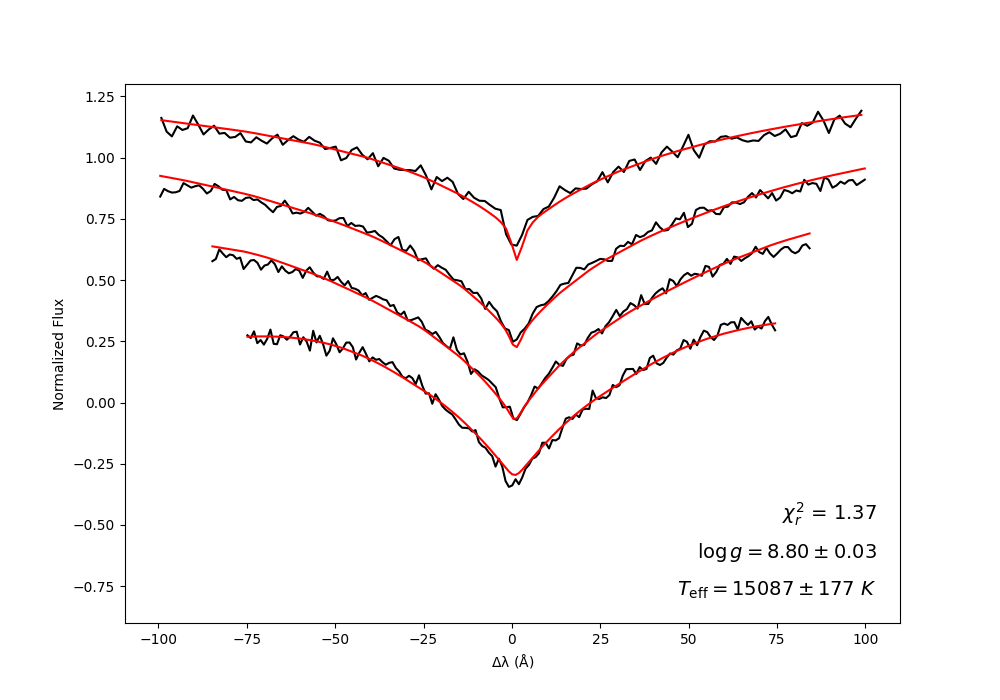 1.25
1.00
0.75
0.50
0.25
0.00
−0.25
−0.50
−0.75
Normalized Flux
χ²ᵣ = 1.37
log g = 8.80 ± 0.03
T_eff = 15087 ± 177 K
−100 −75 −50 −25 0 25 50 75 100
Δλ (Å)